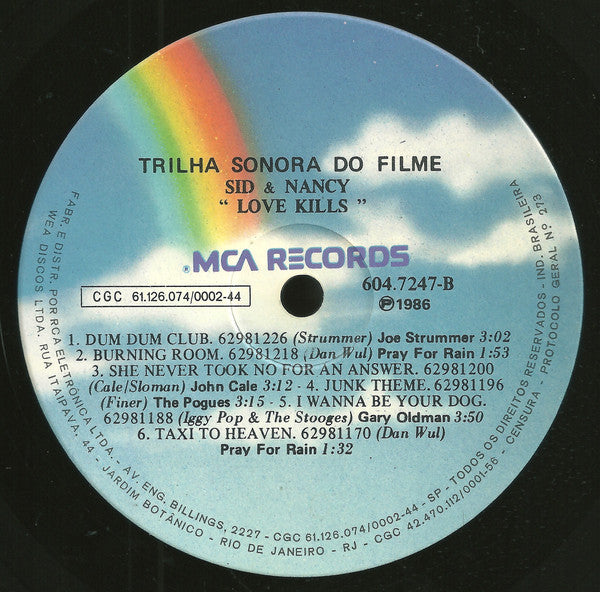 TRILHA SONORA DO FILME
SID & NANCY
" LOVE KILLS "
®MCA RECORDS
CGC 61.126.074/0002-44
604.7247-B
Ⓟ1986
1. DUM DUM CLUB. 62981226 (Strummer) Joe Strummer 3:02
2. BURNING ROOM. 62981218 (Dan Wul) Pray For Rain 1:53
3. SHE NEVER TOOK NO FOR AN ANSWER. 62981200
(Cale/Sloman) John Cale 3:12 - 4. JUNK THEME. 62981196
(Finer) The Pogues 3:15 - 5. I WANNA BE YOUR DOG.
62981188 (Iggy Pop & The Stooges) Gary Oldman 3:50
6. TAXI TO HEAVEN. 62981170 (Dan Wul)
Pray For Rain 1:32
FABR. E DISTR. POR RCA ELETRÔNICA LTDA. - AV. ENG. BILLINGS, 2227 - CGC 61.126.074/0002-44 - SP - TODOS OS DIREITOS RESERVADOS - IND. BRASILEIRA
WEA DISCOS LTDA. RUA ITAIPAVA, 44 - JARDIM BOTÂNICO - RIO DE JANEIRO - RJ - CGC 42.470.112/0001-56 - CENSURA - PROTOCOLO GERAL Nº 273